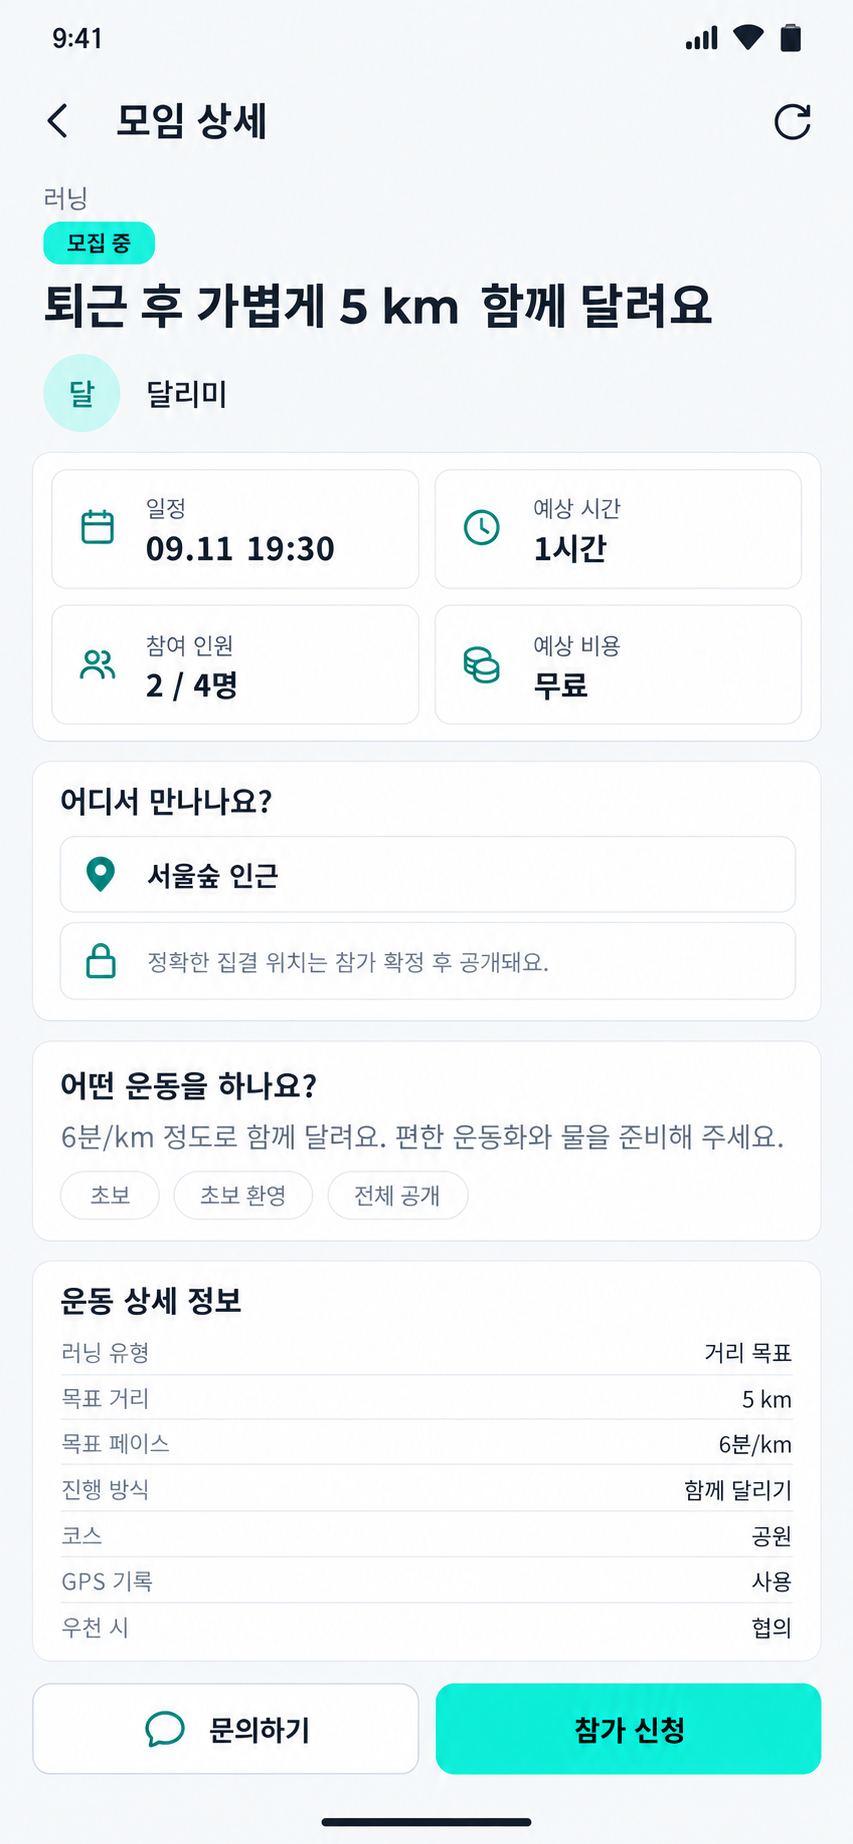 9:41
모임 상세
러닝
모집 중
퇴근 후 가볍게 5 km 함께 달려요
달
달리미
일정
09.11 19:30
예상 시간
1시간
참여 인원
2 / 4명
예상 비용
무료
어디서 만나나요?
서울숲 인근
정확한 집결 위치는 참가 확정 후 공개돼요.
어떤 운동을 하나요?
6분/km 정도로 함께 달려요. 편한 운동화와 물을 준비해 주세요.
초보
초보 환영
전체 공개
운동 상세 정보
러닝 유형 거리 목표
목표 거리 5 km
목표 페이스 6분/km
진행 방식 함께 달리기
코스 공원
GPS 기록 사용
우천 시 협의
문의하기
참가 신청